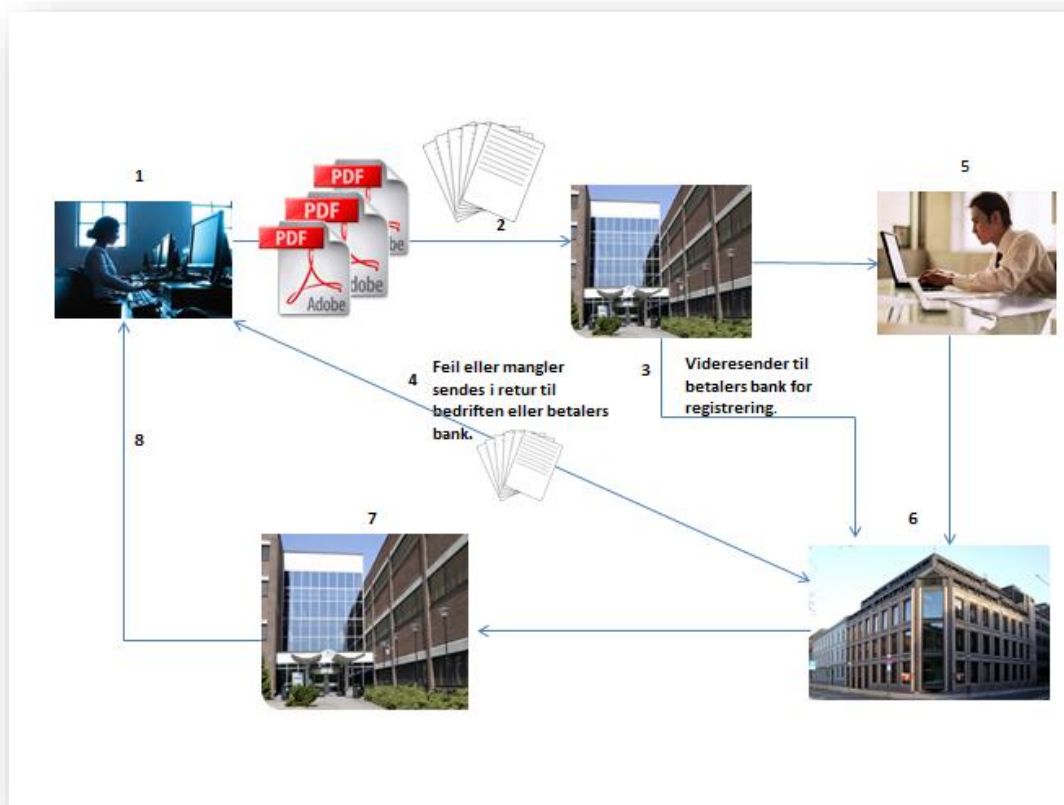 1
PDF
PDF
PDF
Adobe
dobe
be
2
5
4
Feil eller mangler
sendes i retur til
bedriften eller betalers
bank.
3
Videresender til
betalers bank for
registrering.
8
7
6